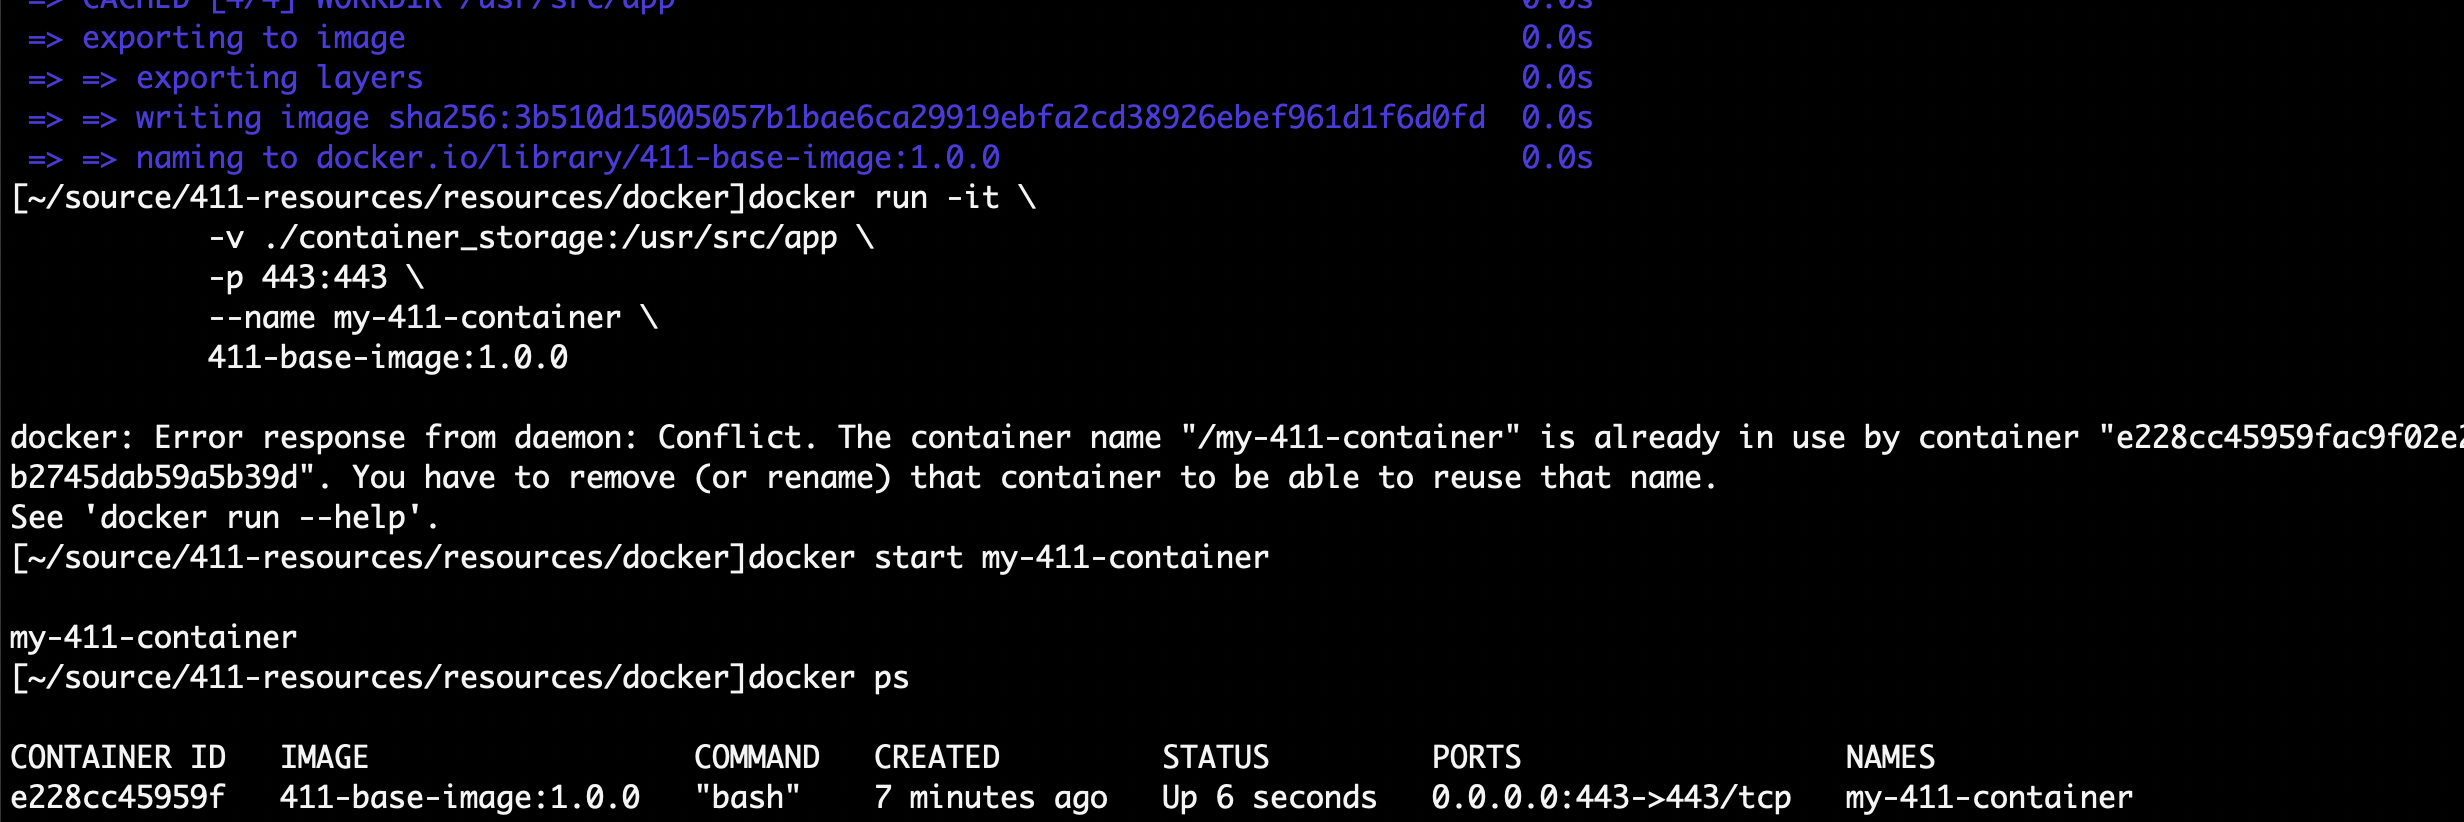 => CACHED [4/4] WORKDIR /usr/src/app 0.0s
=> exporting to image 0.0s
=> => exporting layers 0.0s
=> => writing image sha256:3b510d15005057b1bae6ca29919ebfa2cd38926ebef961d1f6d0fd 0.0s
=> => naming to docker.io/library/411-base-image:1.0.0 0.0s
[~/source/411-resources/resources/docker]docker run -it \
-v ./container_storage:/usr/src/app \
-p 443:443 \
--name my-411-container \
411-base-image:1.0.0
docker: Error response from daemon: Conflict. The container name "/my-411-container" is already in use by container "e228cc45959fac9f02e2
b2745dab59a5b39d". You have to remove (or rename) that container to be able to reuse that name.
See 'docker run --help'.
[~/source/411-resources/resources/docker]docker start my-411-container
my-411-container
[~/source/411-resources/resources/docker]docker ps
CONTAINER ID IMAGE COMMAND CREATED STATUS PORTS NAMES
e228cc45959f 411-base-image:1.0.0 "bash" 7 minutes ago Up 6 seconds 0.0.0.0:443->443/tcp my-411-container